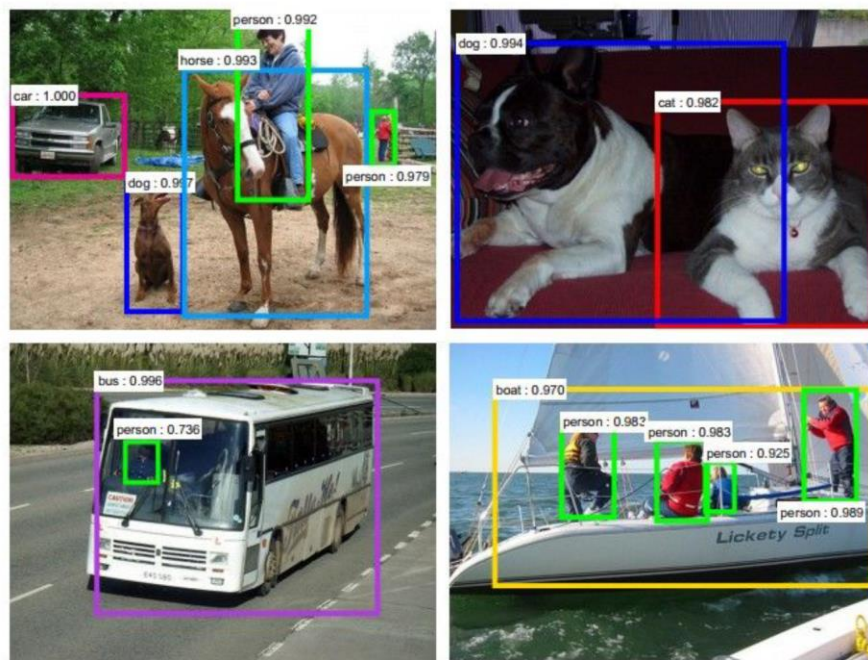 person : 0.992
horse : 0.993
car : 1.000
person : 0.979
dog : 0.997
dog : 0.994
cat : 0.982
bus : 0.996
person : 0.736
CAUTION
boat : 0.970
person : 0.983
person : 0.983
person : 0.925
person : 0.989
Lickety Split